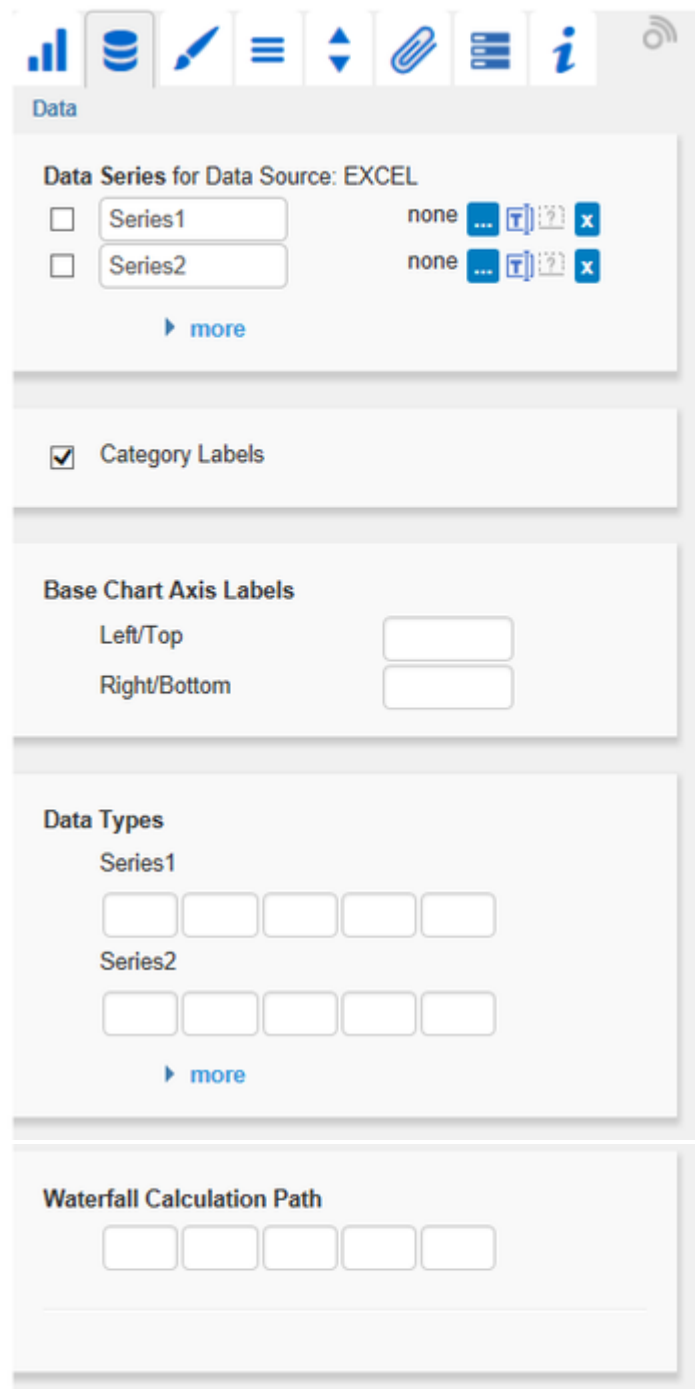 Data
Data Series for Data Source: EXCEL
Series1 none ... T ? x
Series2 none ... T ? x
more
Category Labels
Base Chart Axis Labels
Left/Top
Right/Bottom
Data Types
Series1
Series2
more
Waterfall Calculation Path